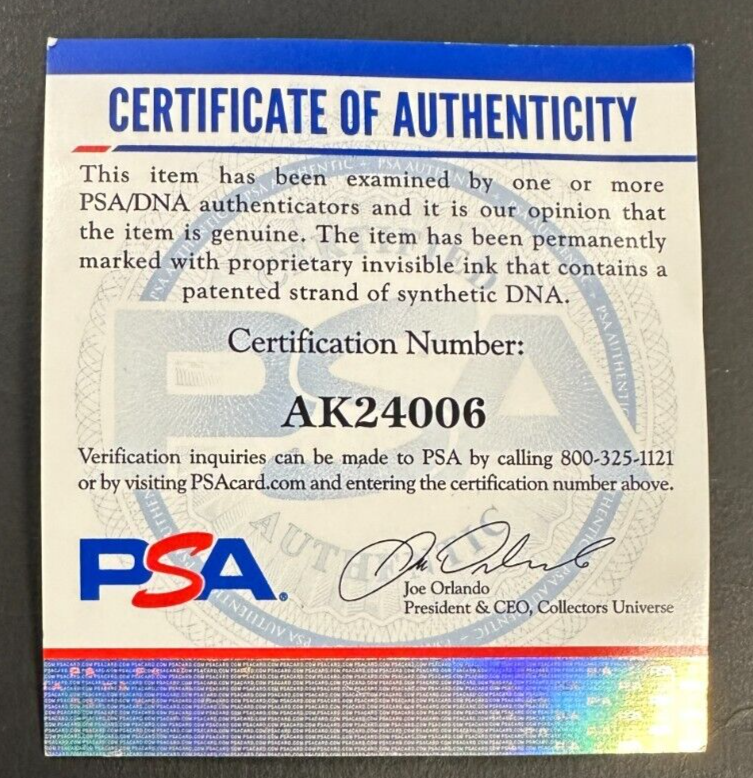 CERTIFICATE OF AUTHENTICITY
This item has been examined by one or more
PSA/DNA authenticators and it is our opinion that
the item is genuine. The item has been permanently
marked with proprietary invisible ink that contains a
patented strand of synthetic DNA.
Certification Number:
AK24006
Verification inquiries can be made to PSA by calling 800-325-1121
or by visiting PSAcard.com and entering the certification number above.
PSA®
Joe Orlando
President & CEO, Collectors Universe